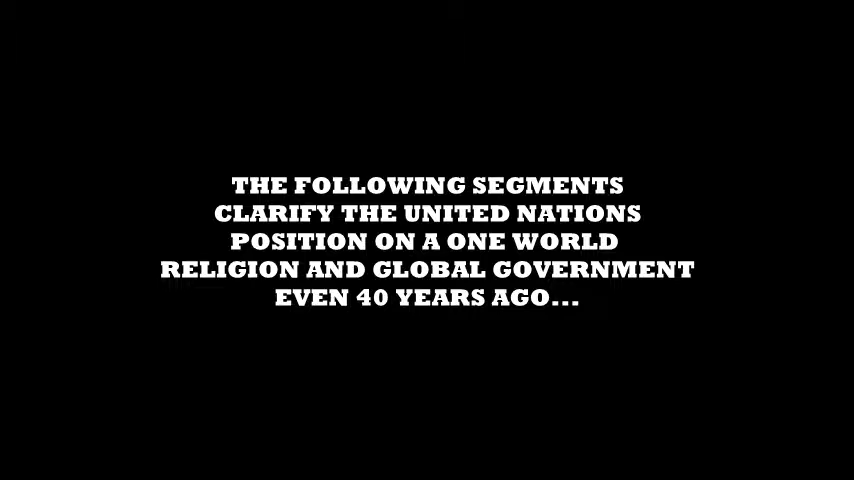 THE FOLLOWING SEGMENTS
CLARIFY THE UNITED NATIONS
POSITION ON A ONE WORLD
RELIGION AND GLOBAL GOVERNMENT
EVEN 40 YEARS AGO...